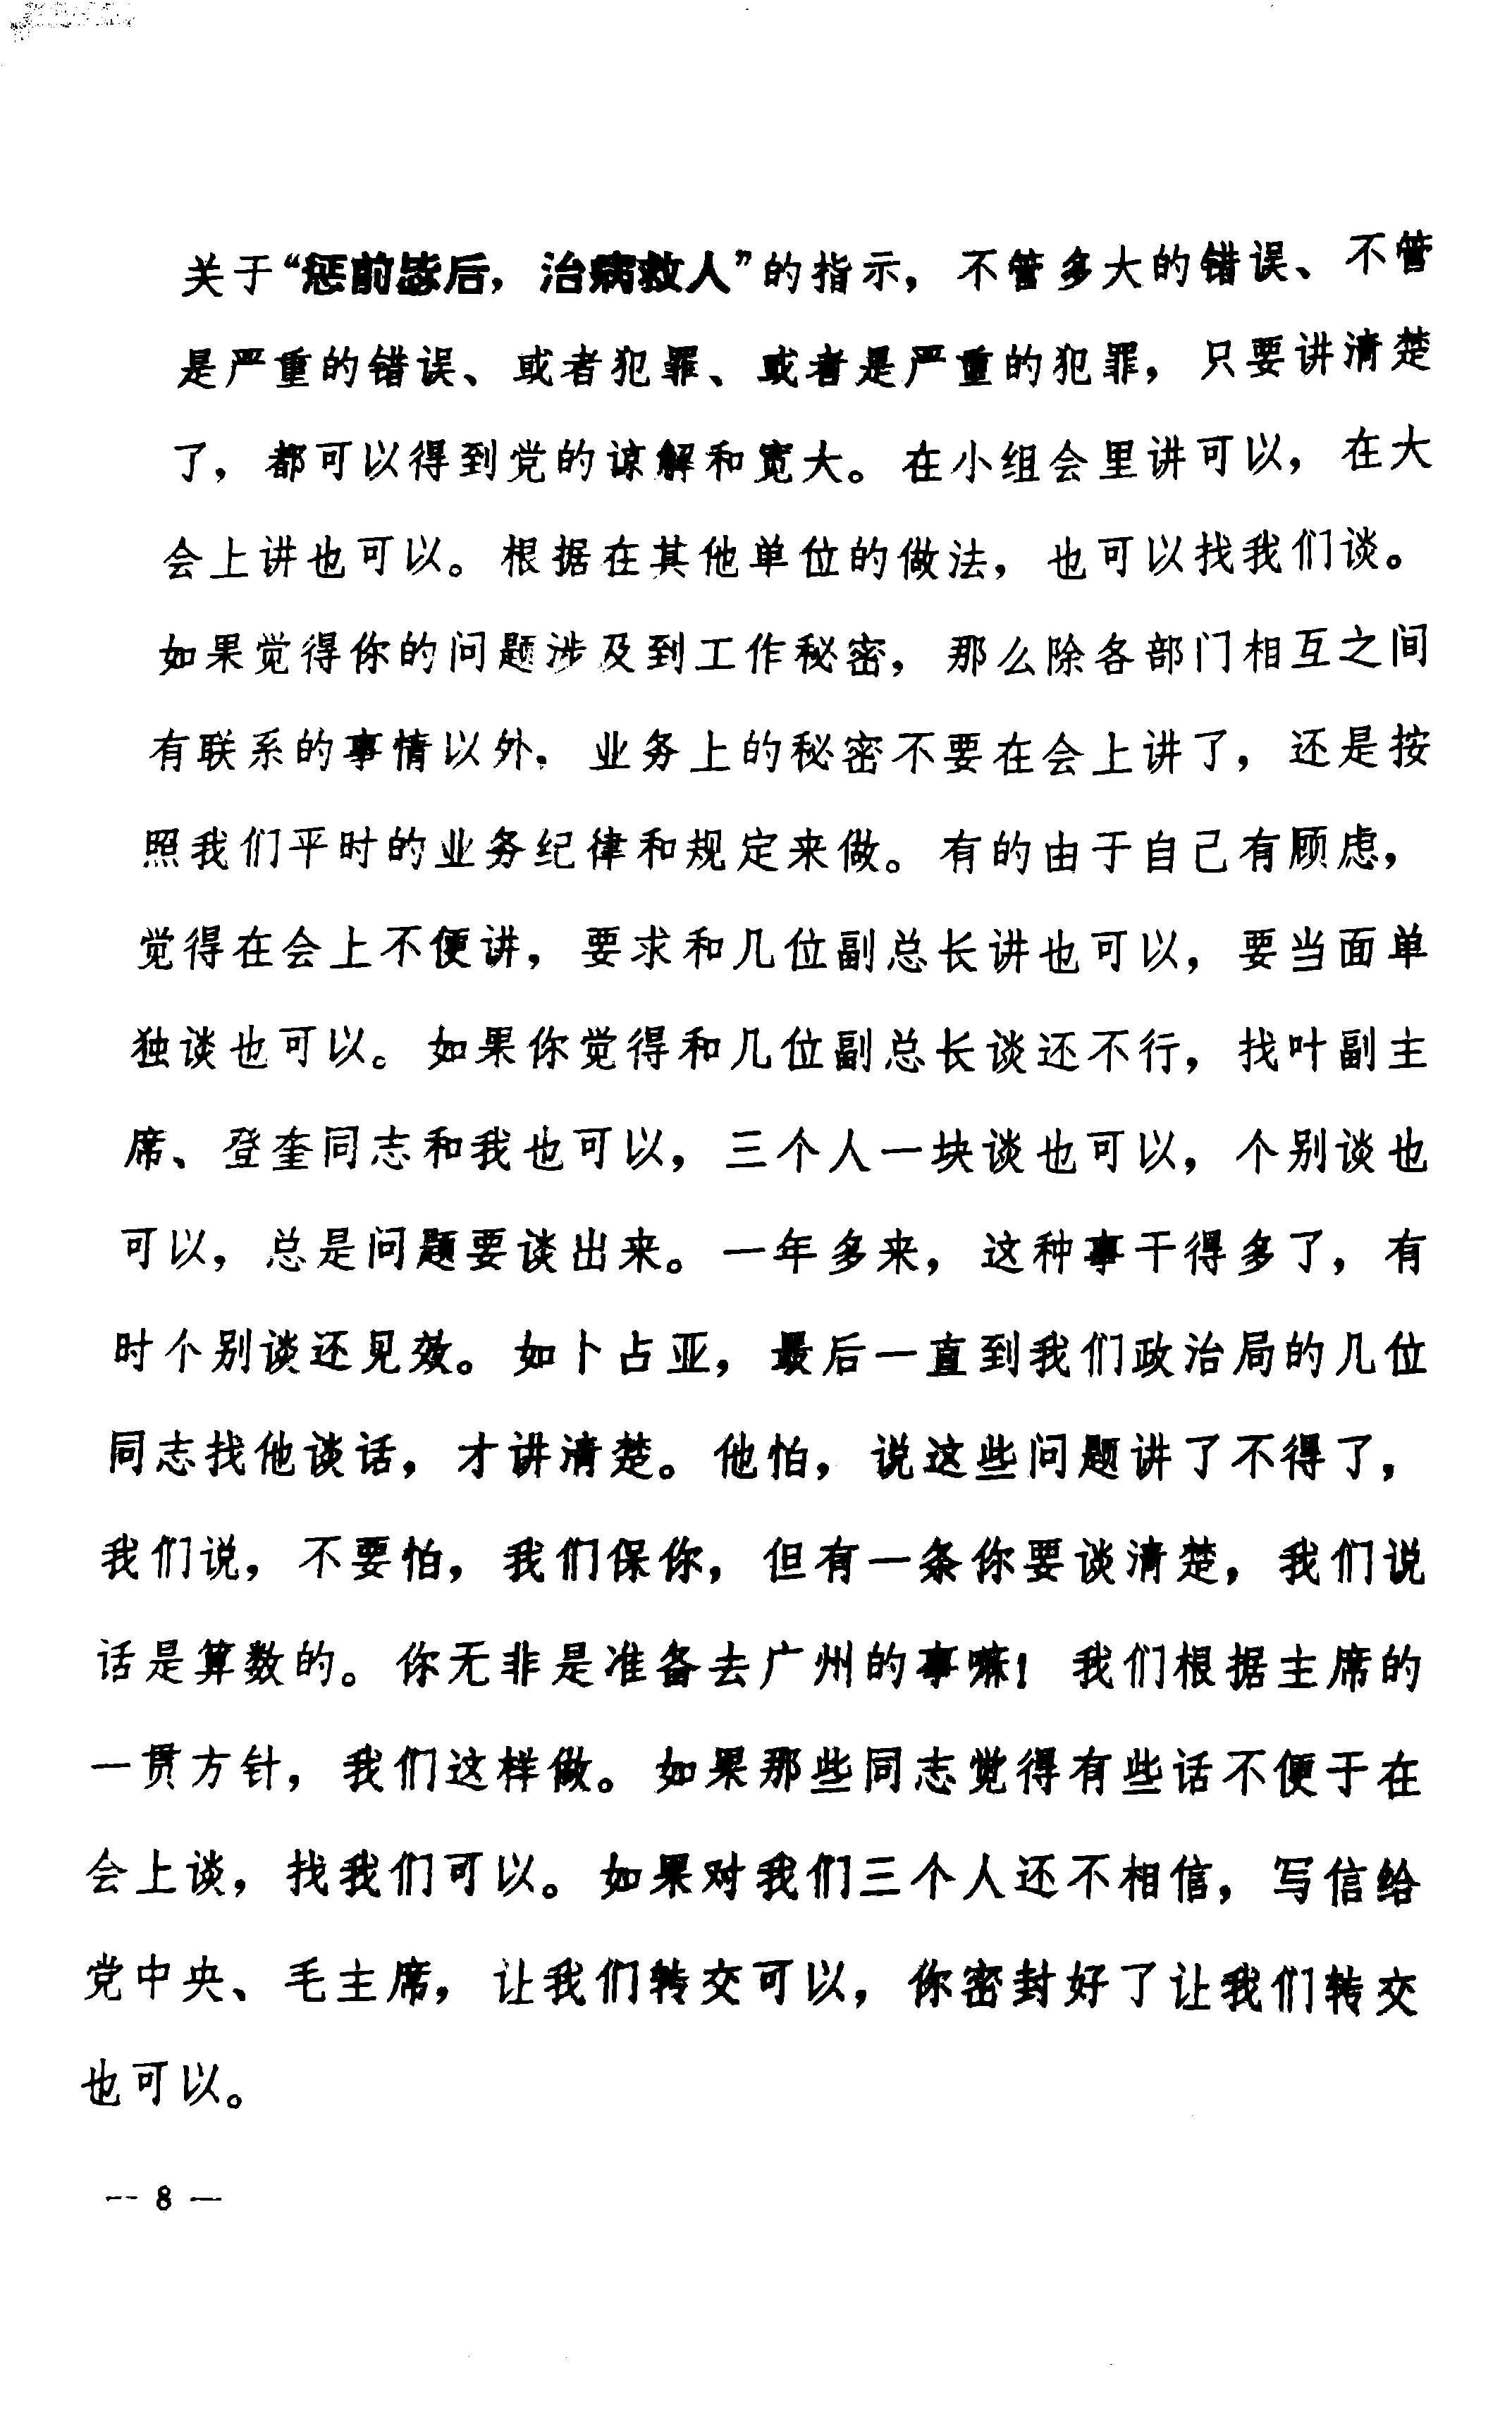 关于“惩前毖后，治病救人”的指示，不管多大的错误、不管
是严重的错误、或者犯罪、或者是严重的犯罪，只要讲清楚
了，都可以得到党的谅解和宽大。在小组会里讲可以，在大
会上讲也可以。根据在其他单位的做法，也可以找我们谈。
如果觉得你的问题涉及到工作秘密，那么除各部门相互之间
有联系的事情以外，业务上的秘密不要在会上讲了，还是按
照我们平时的业务纪律和规定来做。有的由于自己有顾虑，
觉得在会上不便讲，要求和几位副总长讲也可以，要当面单
独谈也可以。如果你觉得和几位副总长谈还不行，找叶副主
席、登奎同志和我也可以，三个人一块谈也可以，个别谈也
可以，总是问题要谈出来。一年多来，这种事干得多了，有
时个别谈还见效。如卜占亚，最后一直到我们政治局的几位
同志找他谈话，才讲清楚。他怕，说这些问题讲了不得了，
我们说，不要怕，我们保你，但有一条你要谈清楚，我们说
话是算数的。你无非是准备去广州的事嘛！我们根据主席的
一贯方针，我们这样做。如果那些同志觉得有些话不便于在
会上谈，找我们可以。如果对我们三个人还不相信，写信给
党中央、毛主席，让我们转交可以，你密封好了让我们转交
也可以。
— 8 —